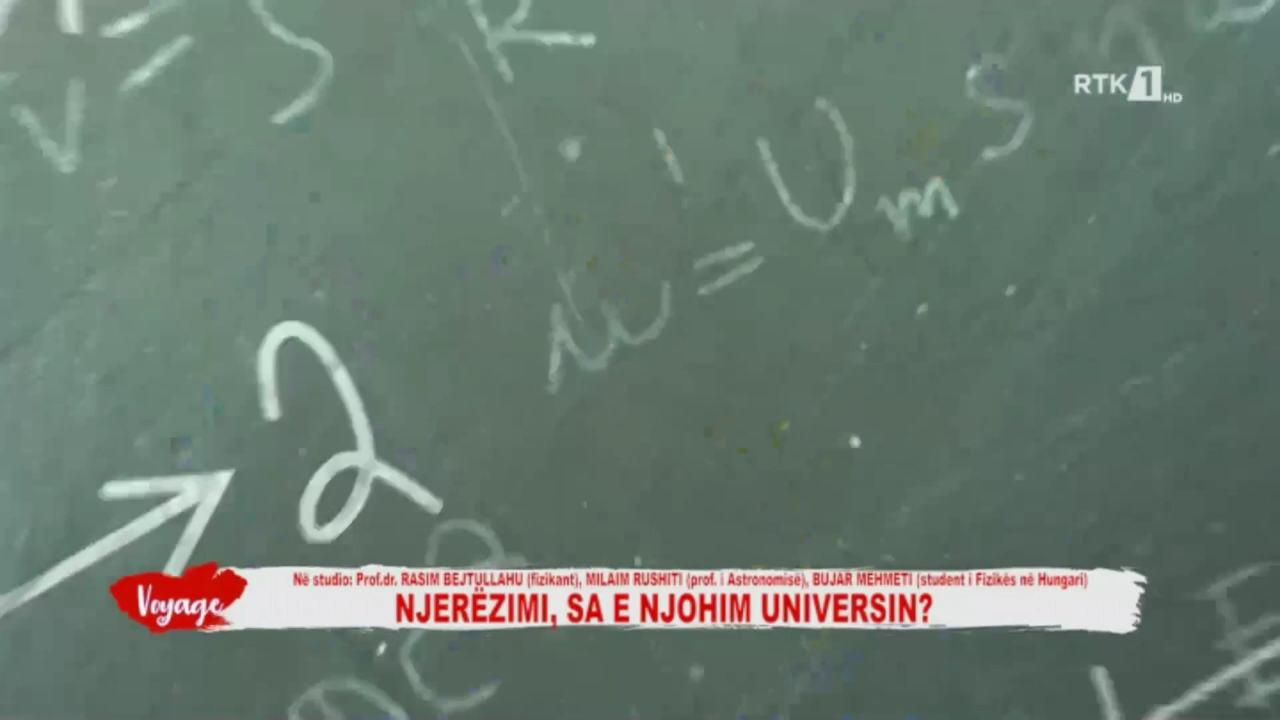 = S R
V
RTK 1 HD
u = U m s
2
Në studio: Prof.dr. RASIM BEJTULLAHU (fizikant), MILAIM RUSHITI (prof. i Astronomisë), BUJAR MEHMETI (student i Fizikës në Hungari)
Voyage
NJERËZIMI, SA E NJOHIM UNIVERSIN?